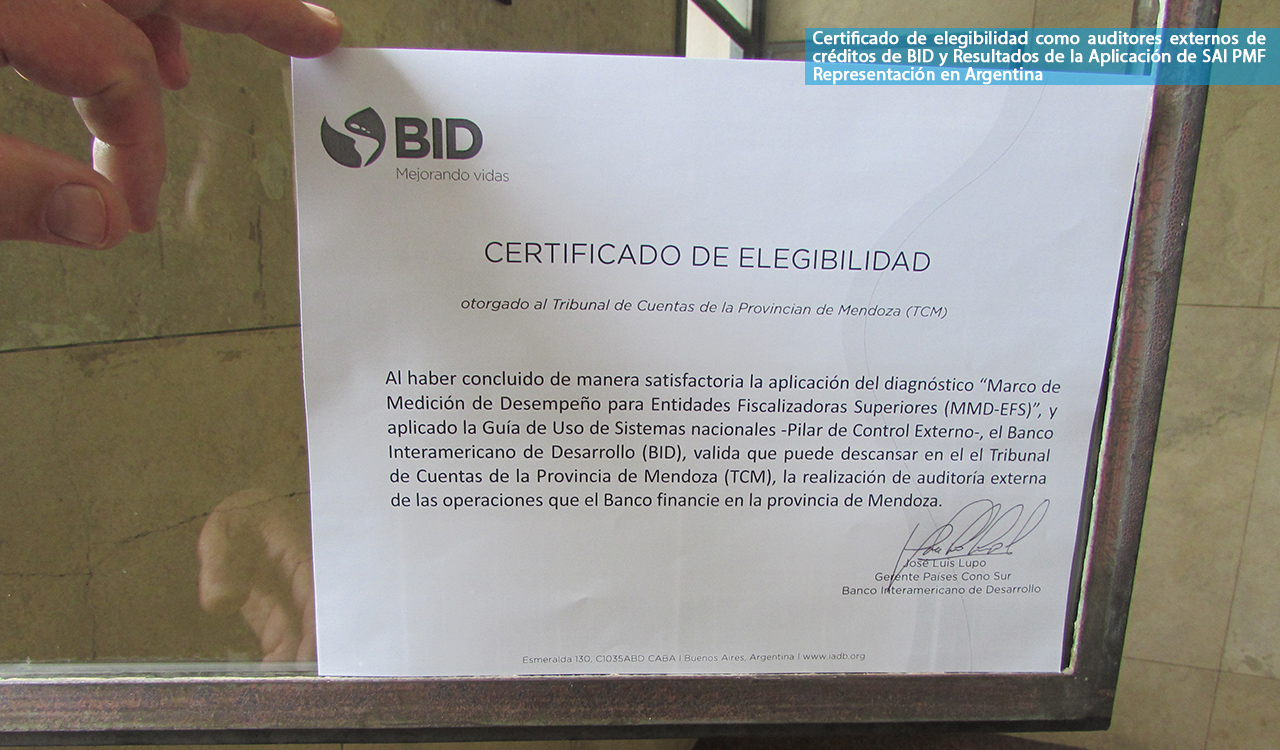 Certificado de elegibilidad como auditores externos de
créditos de BID y Resultados de la Aplicación de SAI PMF
Representación en Argentina
BID
Mejorando vidas
CERTIFICADO DE ELEGIBILIDAD
otorgado al Tribunal de Cuentas de la Provincian de Mendoza (TCM)
Al haber concluido de manera satisfactoria la aplicación del diagnóstico “Marco de
Medición de Desempeño para Entidades Fiscalizadoras Superiores (MMD-EFS)”, y
aplicado la Guía de Uso de Sistemas nacionales -Pilar de Control Externo-, el Banco
Interamericano de Desarrollo (BID), valida que puede descansar en el el Tribunal
de Cuentas de la Provincia de Mendoza (TCM), la realización de auditoría externa
de las operaciones que el Banco financie en la provincia de Mendoza.
José Luis Lupo
Gerente Países Cono Sur
Banco Interamericano de Desarrollo
Esmeralda 130, C1035ABD CABA | Buenos Aires, Argentina | www.iadb.org